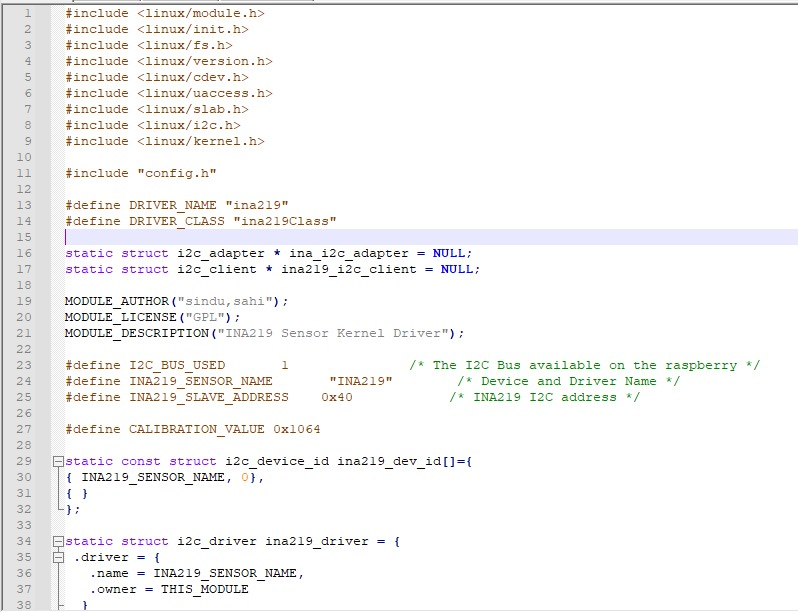 1 #include <linux/module.h>
2 #include <linux/init.h>
3 #include <linux/fs.h>
4 #include <linux/version.h>
5 #include <linux/cdev.h>
6 #include <linux/uaccess.h>
7 #include <linux/slab.h>
8 #include <linux/i2c.h>
9 #include <linux/kernel.h>
10
11 #include "config.h"
12
13 #define DRIVER_NAME "ina219"
14 #define DRIVER_CLASS "ina219Class"
15
16 static struct i2c_adapter * ina_i2c_adapter = NULL;
17 static struct i2c_client * ina219_i2c_client = NULL;
18
19 MODULE_AUTHOR("sindu,sahi");
20 MODULE_LICENSE("GPL");
21 MODULE_DESCRIPTION("INA219 Sensor Kernel Driver");
22
23 #define I2C_BUS_USED       1               /* The I2C Bus available on the raspberry */
24 #define INA219_SENSOR_NAME       "INA219"        /* Device and Driver Name */
25 #define INA219_SLAVE_ADDRESS    0x40            /* INA219 I2C address */
26
27 #define CALIBRATION_VALUE 0x1064
28
29 static const struct i2c_device_id ina219_dev_id[]={
30 { INA219_SENSOR_NAME, 0},
31 { }
32 };
33
34 static struct i2c_driver ina219_driver = {
35  .driver = {
36    .name = INA219_SENSOR_NAME,
37    .owner = THIS_MODULE
38   }